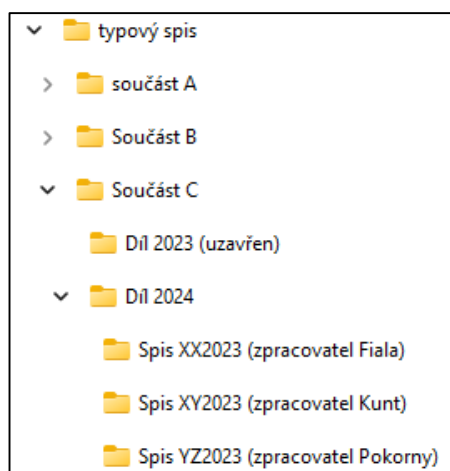 typový spis
součást A
Součást B
Součást C
Díl 2023 (uzavřen)
Díl 2024
Spis XX2023 (zpracovatel Fiala)
Spis XY2023 (zpracovatel Kunt)
Spis YZ2023 (zpracovatel Pokorny)